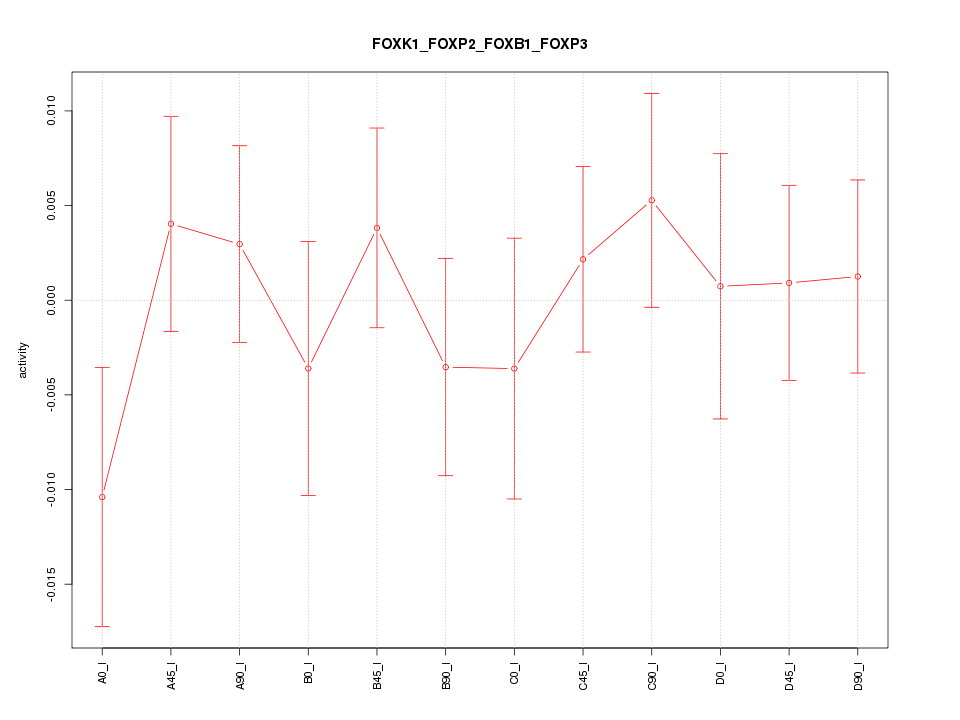 FOXK1_FOXP2_FOXB1_FOXP3
activity
0.010
0.005
0.000
-0.005
-0.010
-0.015
A0_I
A45_I
A90_I
B0_I
B45_I
B90_I
C0_I
C45_I
C90_I
D0_I
D45_I
D90_I